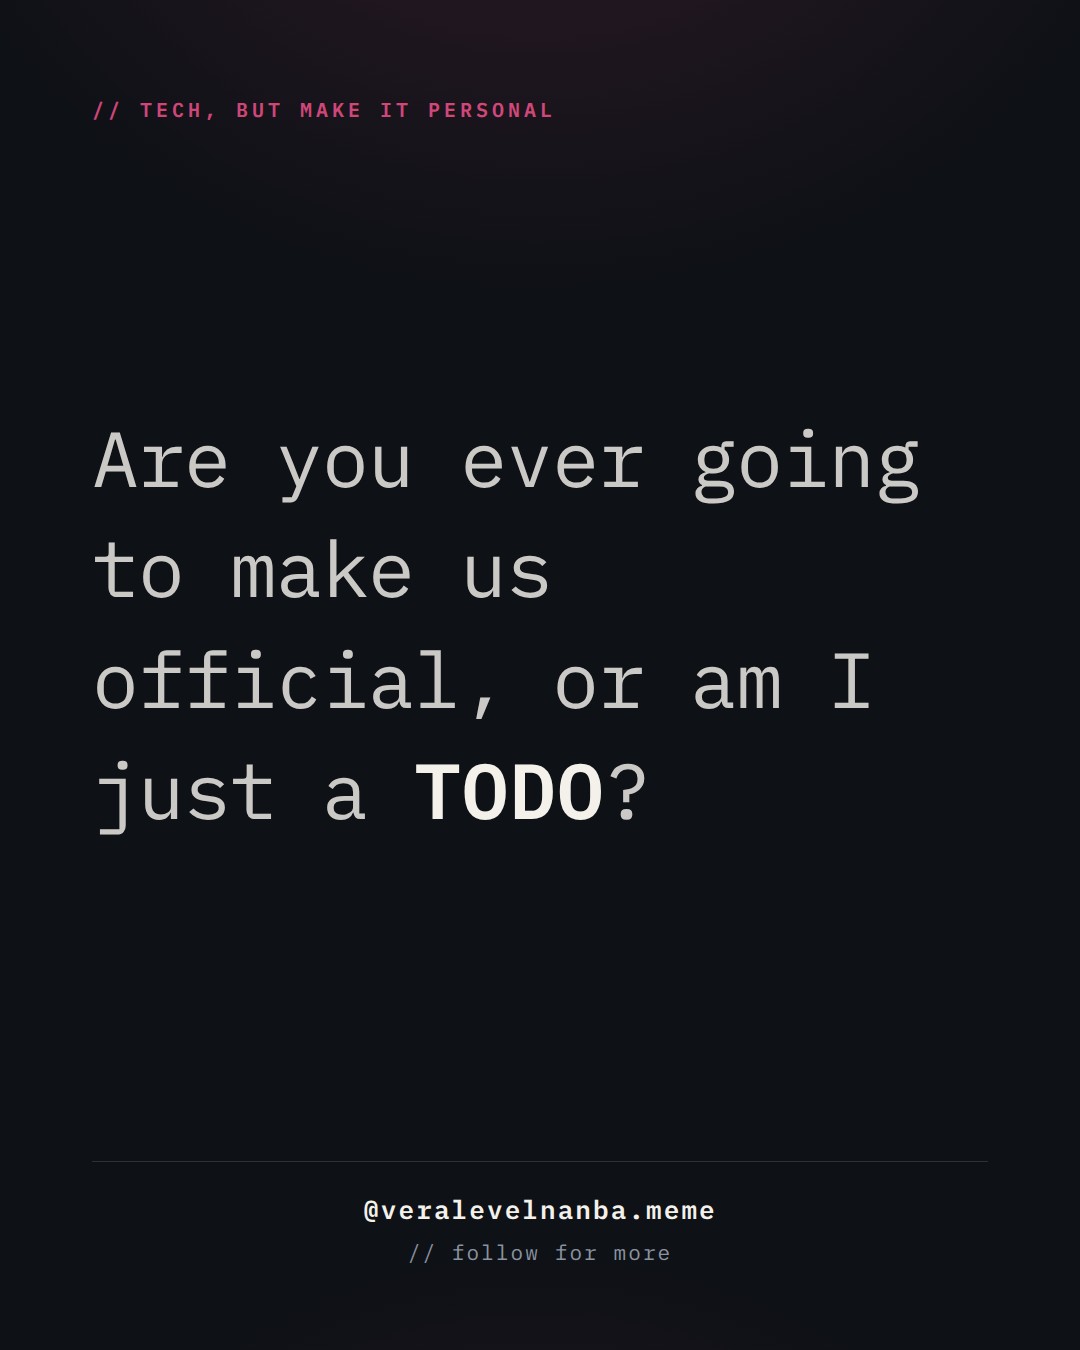 // TECH, BUT MAKE IT PERSONAL
Are you ever going
to make us
official, or am I
just a TODO?
@veralevelnanba.meme
// follow for more